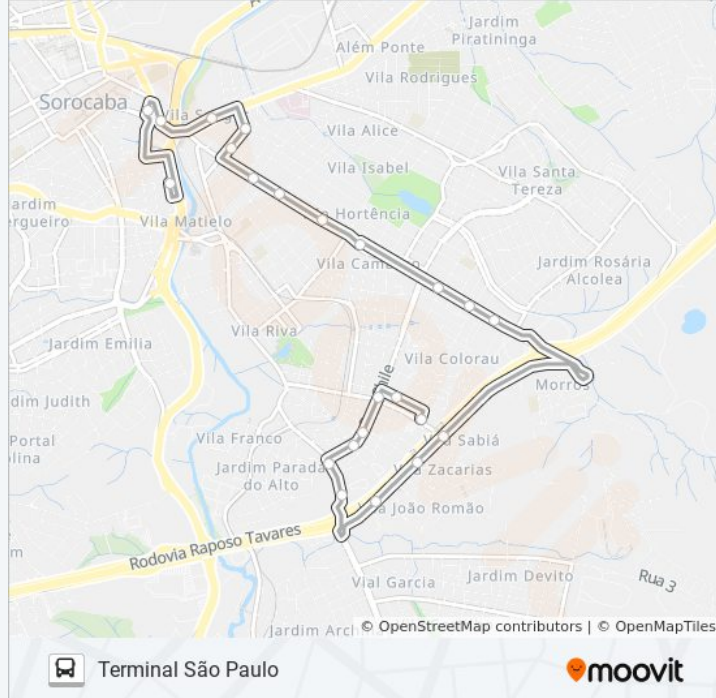 Jardim
Piratininga
Além Ponte
Vila Rodrigues
Sorocaba
Vila Alice
Vila Isabel
Vila Santa
Tereza
ardim
ergueiro
Vila Matielo
Hortência
Vila Cam
Jardim Rosária
Alcolea
Vila Riva
Jardim Emilia
Vila Colorau
Chile
Morros
dim Judith
Portal
olina
Vila Franco
Vila Sabiá
Jardim Parada
do Alto
Vila Zacarias
João Romão
Rodovia Raposo Tavares
m
Vial Garcia
Jardim Devito
Rua 3
Jardim Arch
© OpenStreetMap contributors | © OpenMapTiles
Terminal São Paulo
moovit